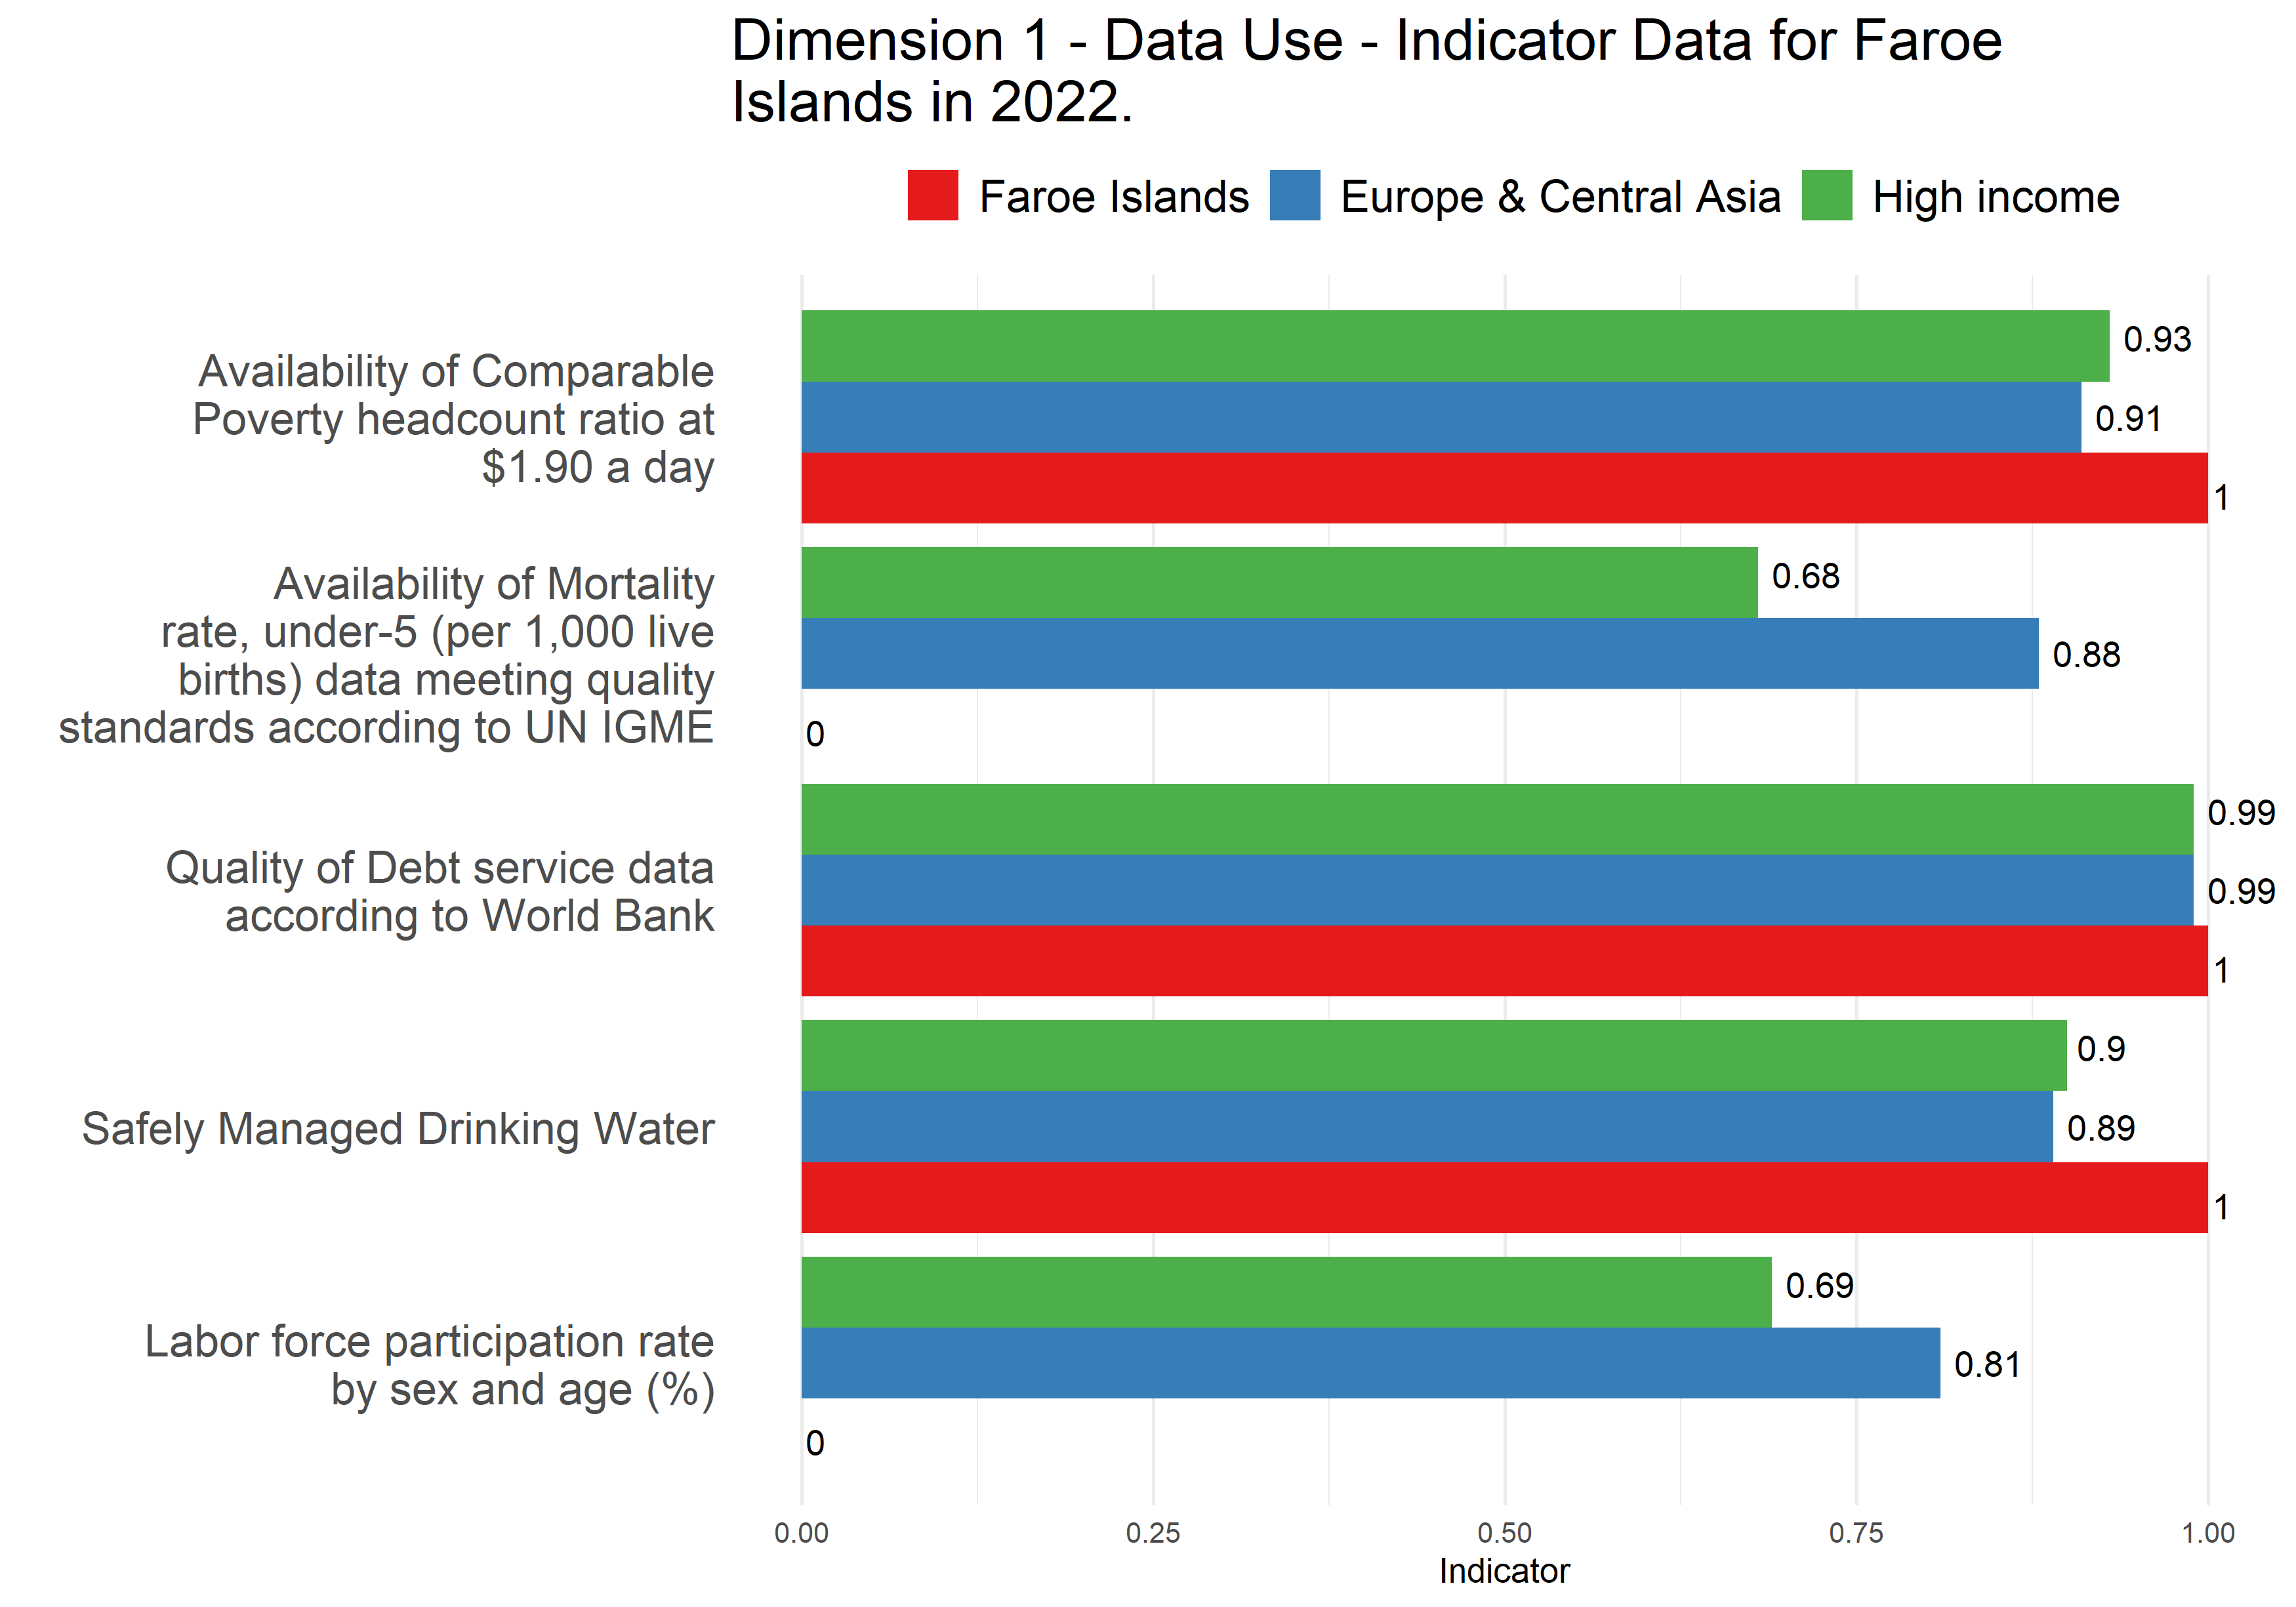 Dimension 1 - Data Use - Indicator Data for Faroe
Islands in 2022.
Faroe Islands
Europe & Central Asia
High income
Availability of Comparable
Poverty headcount ratio at
$1.90 a day
0.93
0.91
1
Availability of Mortality
rate, under-5 (per 1,000 live
births) data meeting quality
standards according to UN IGME
0.68
0.88
0
Quality of Debt service data
according to World Bank
0.99
0.99
1
Safely Managed Drinking Water
0.9
0.89
1
Labor force participation rate
by sex and age (%)
0.69
0.81
0
0.00
0.25
0.50
0.75
1.00
Indicator